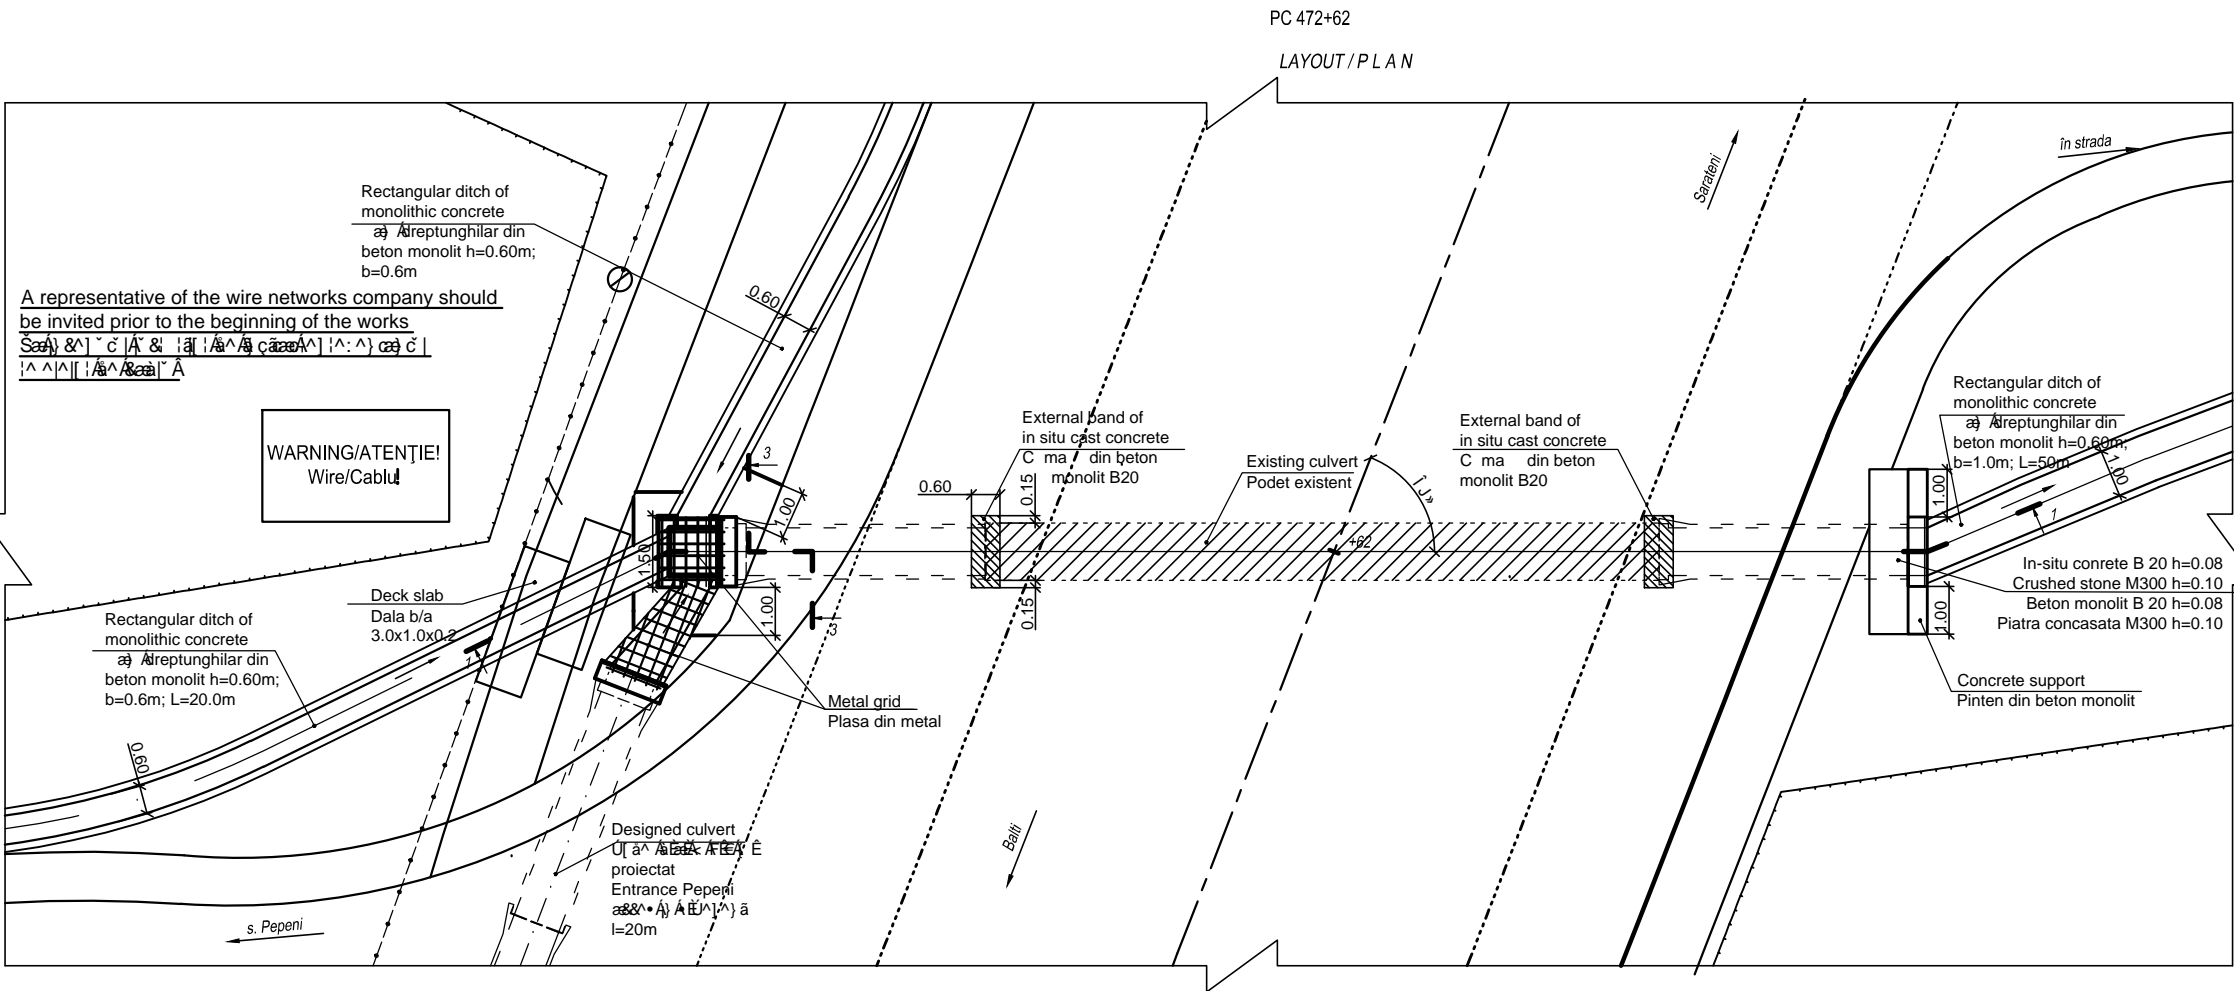 PC 472+62
LAYOUT / P L A N
Rectangular ditch of
monolithic concrete
dreptunghilar din
beton monolit h=0.60m;
b=0.6m
A representative of the wire networks company should
be invited prior to the beginning of the works
WARNING/ATENŢIE!
Wire/Cablu!
Rectangular ditch of
monolithic concrete
dreptunghilar din
beton monolit h=0.60m;
b=0.6m; L=20.0m
0.60
s. Pepeni
Deck slab
Dala b/a
3.0x1.0x0.2
1
0.60
3
1.00
1.50
1.00
3
Metal grid
Plasa din metal
Designed culvert
proiectat
Entrance Pepeni
l=20m
External band of
in situ cast concrete
C ma din beton
monolit B20
0.60
0.15
0.15
Existing culvert
Podet existent
+62
Balti
Sarateni
External band of
in situ cast concrete
C ma din beton
monolit B20
în strada
Rectangular ditch of
monolithic concrete
dreptunghilar din
beton monolit h=0.60m;
b=1.0m; L=50m
1.00
1.00
1
1.00
In-situ conrete B 20 h=0.08
Crushed stone M300 h=0.10
Beton monolit B 20 h=0.08
Piatra concasata M300 h=0.10
Concrete support
Pinten din beton monolit